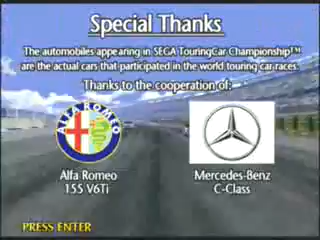 Special Thanks
The automobiles appearing in SEGA TouringCar Championship™
are the actual cars that participated in the world touring car races.
Thanks to the cooperation of:
ALFA ROMEO
Alfa Romeo
155 V6Ti
Mercedes-Benz
C-Class
PRESS ENTER